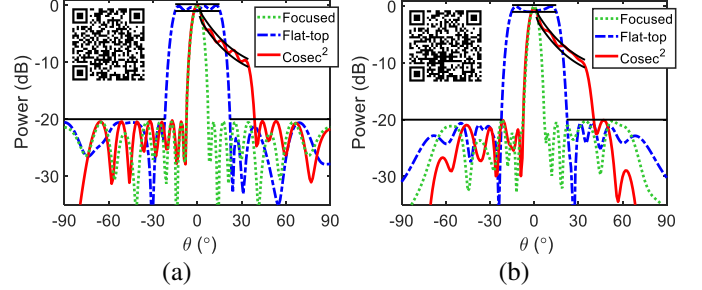 0
-10
-20
-30
Power (dB)
-90
-60
-30
0
30
60
90
θ (°)
Focused
Flat-top
Cosec²
(a)
0
-10
-20
-30
Power (dB)
-90
-60
-30
0
30
60
90
θ (°)
Focused
Flat-top
Cosec²
(b)